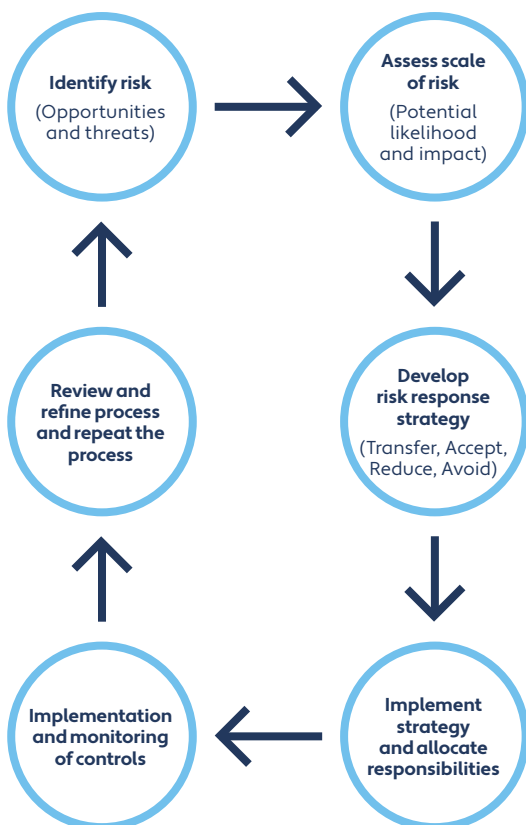 Identify risk
(Opportunities
and threats)
Assess scale
of risk
(Potential
likelihood
and impact)
Develop
risk response
strategy
(Transfer, Accept,
Reduce, Avoid)
Implement
strategy
and allocate
responsibilities
Implementation
and monitoring
of controls
Review and
refine process
and repeat the
process